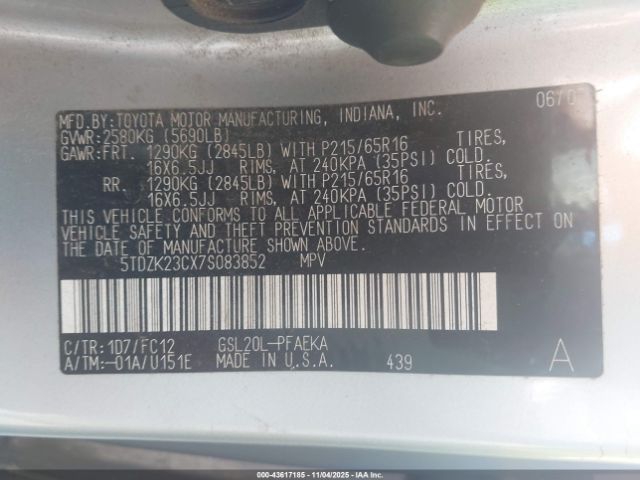 MFD.BY: TOYOTA MOTOR MANUFACTURING, INDIANA, INC. 06/0
GVWR: 2580KG (5690LB)
GAWR: FRT. 1290KG (2845LB) WITH P215/65R16 TIRES,
16X6.5JJ RIMS, AT 240KPA (35PSI) COLD.
RR. 1290KG (2845LB) WITH P215/65R16 TIRES,
16X6.5JJ RIMS, AT 240KPA (35PSI) COLD.
THIS VEHICLE CONFORMS TO ALL APPLICABLE FEDERAL MOTOR
VEHICLE SAFETY AND THEFT PREVENTION STANDARDS IN EFFECT ON
DATE OF MANUFACTURE SHOWN ABOVE.
5TDZK23CX7S083852 MPV
C/TR: 1D7/FC12 GSL20L-PFAEKA
A/TM: -01A/U151E MADE IN U.S.A. 439 A
000-43617185 - 11/04/2025 - IAA Inc.